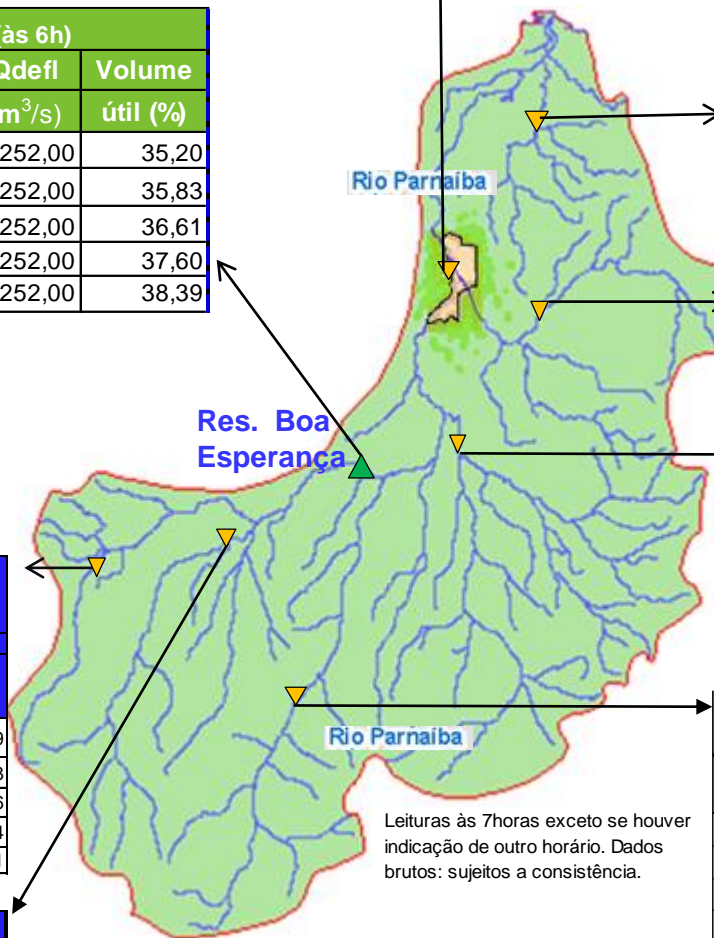 (às 6h)
Qdefl Volume
m³/s) útil (%)
252,00 35,20
252,00 35,83
252,00 36,61
252,00 37,60
252,00 38,39
Rio Parnaíba
Res. Boa
Esperança
Rio Parnaíba
Leituras às 7horas exceto se houver
indicação de outro horário. Dados
brutos: sujeitos a consistência.